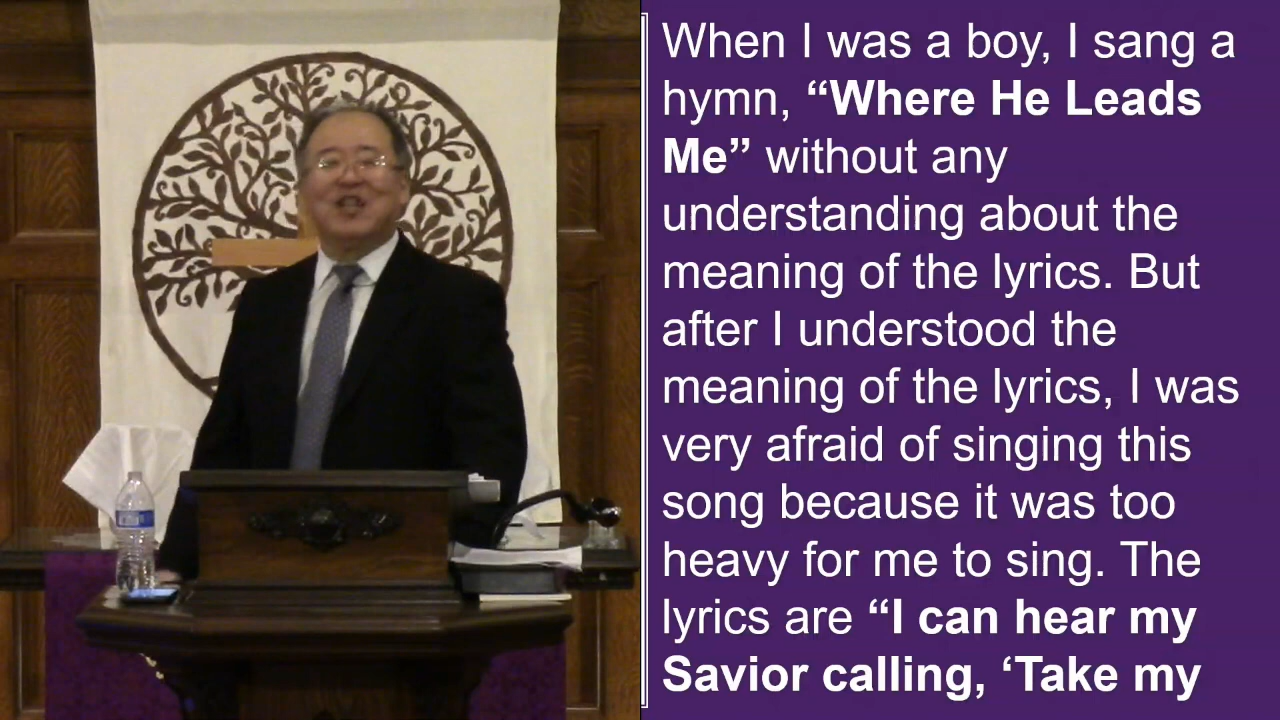 When I was a boy, I sang a
hymn, “Where He Leads
Me” without any
understanding about the
meaning of the lyrics. But
after I understood the
meaning of the lyrics, I was
very afraid of singing this
song because it was too
heavy for me to sing. The
lyrics are “I can hear my
Savior calling, ‘Take my